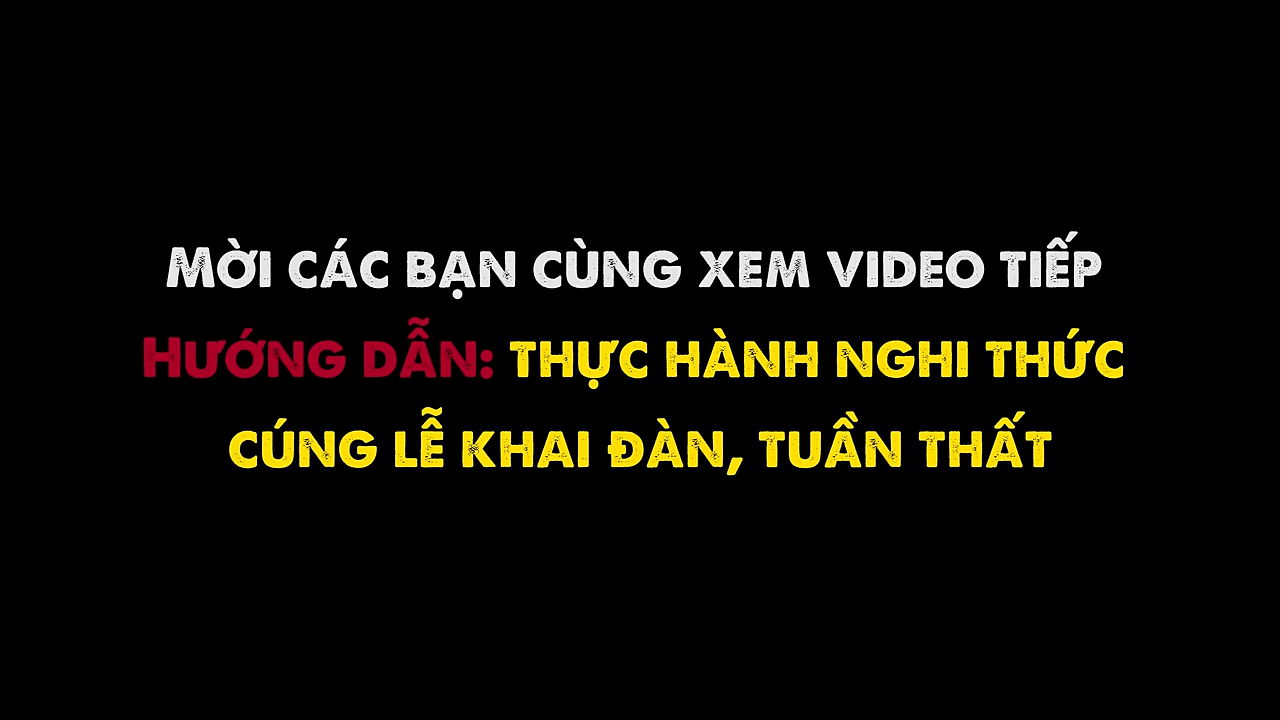 MỜI CÁC BẠN CÙNG XEM VIDEO TIẾP
HƯỚNG DẪN: THỰC HÀNH NGHI THỨC
CÚNG LỄ KHAI ĐÀN, TUẦN THẤT